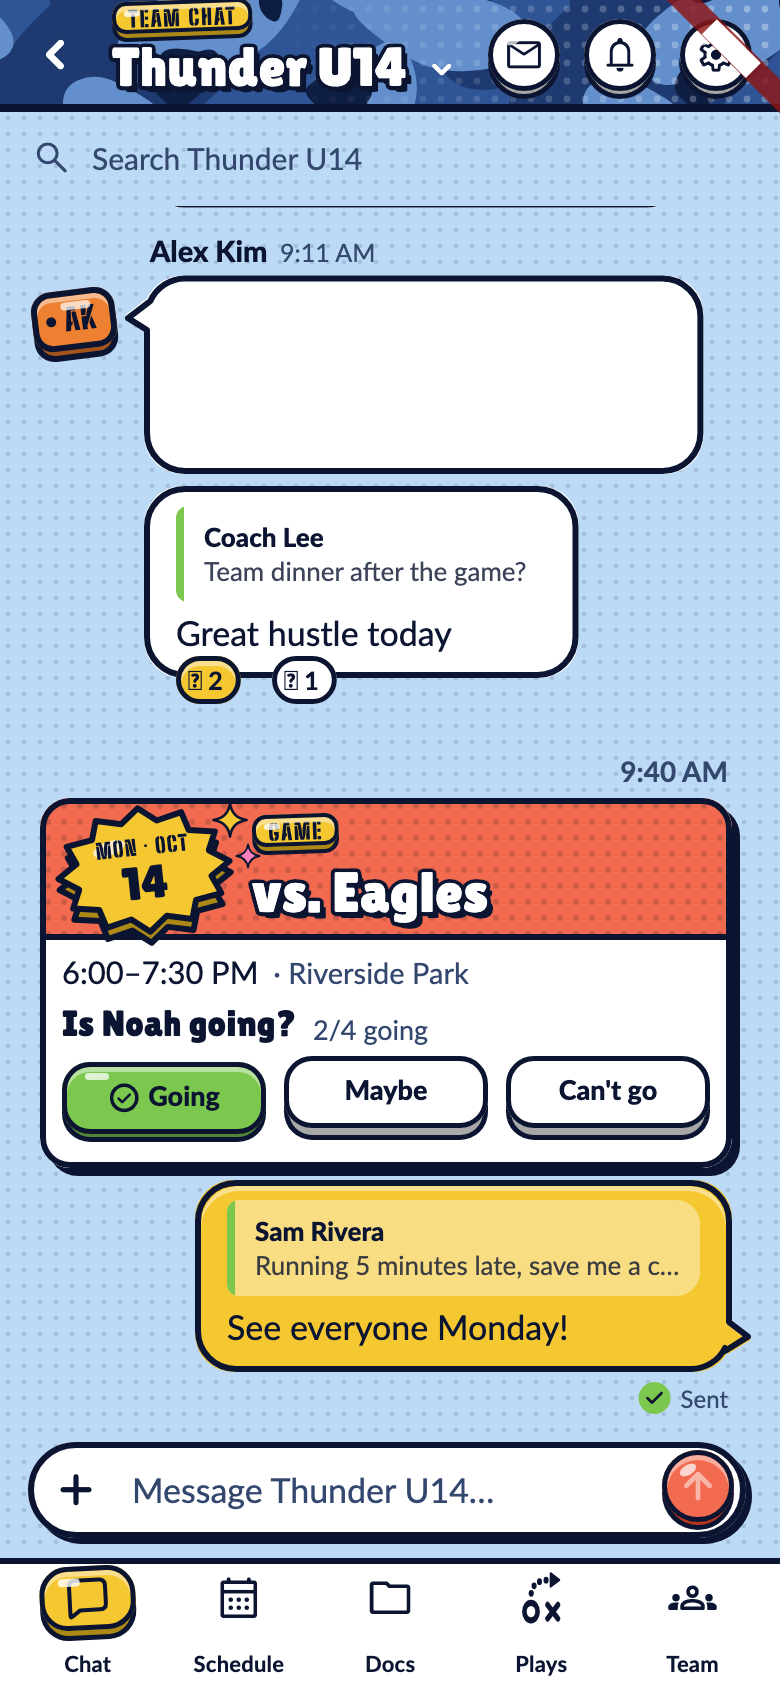 TEAM CHAT
Thunder U14
Search Thunder U14
Alex Kim 9:11 AM
AK
Coach Lee
Team dinner after the game?
Great hustle today
2
1
9:40 AM
MON · OCT
14
GAME
vs. Eagles
6:00–7:30 PM · Riverside Park
Is Noah going? 2/4 going
Going
Maybe
Can't go
Sam Rivera
Running 5 minutes late, save me a c...
See everyone Monday!
Sent
Message Thunder U14...
Chat
Schedule
Docs
Plays
Team